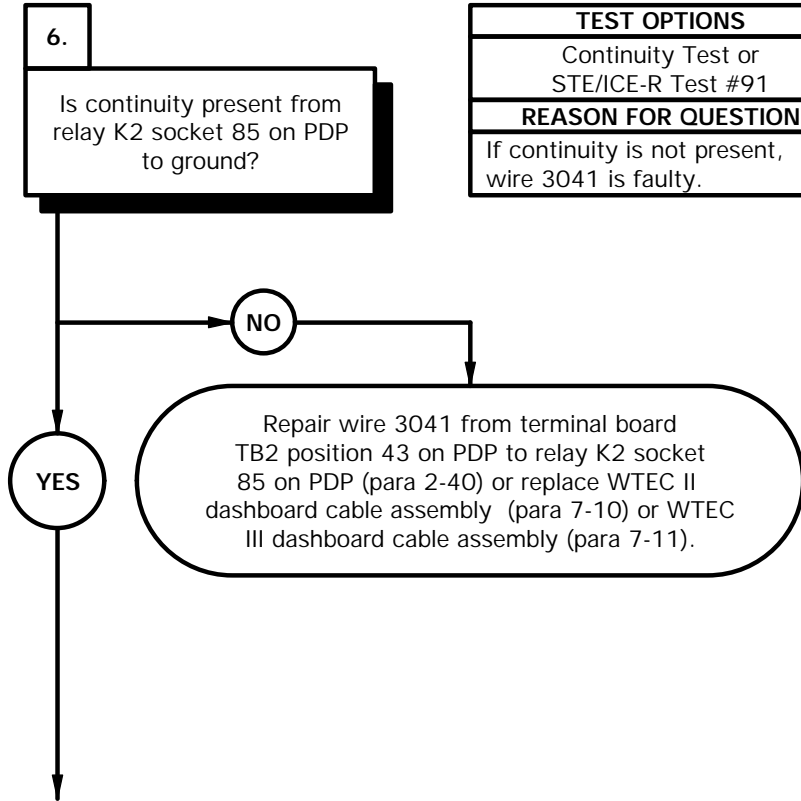 6.
Is continuity present from
relay K2 socket 85 on PDP
to ground?
TEST OPTIONS
Continuity Test or
STE/ICE-R Test #91
REASON FOR QUESTION
If continuity is not present,
wire 3041 is faulty.
NO
YES
Repair wire 3041 from terminal board
TB2 position 43 on PDP to relay K2 socket
85 on PDP (para 2-40) or replace WTEC II
dashboard cable assembly (para 7-10) or WTEC
III dashboard cable assembly (para 7-11).